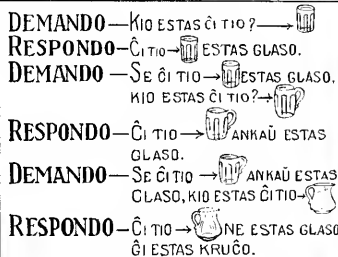 DEMANDO—KIO ESTAS ĈI TIO?→
RESPONDO—ĈI TIO→ESTAS GLASO.
DEMANDO—SE ĈI TIO→ESTAS GLASO,
KIO ESTAS ĈI TIO?→
RESPONDO—ĈI TIO→ANKAŬ ESTAS
GLASO.
DEMANDO—SE ĈI TIO→ANKAŬ ESTAS
GLASO, KIO ESTAS ĈI TIO→
RESPONDO—ĈI TIO→NE ESTAS GLASO
ĜI ESTAS KRUĈO.